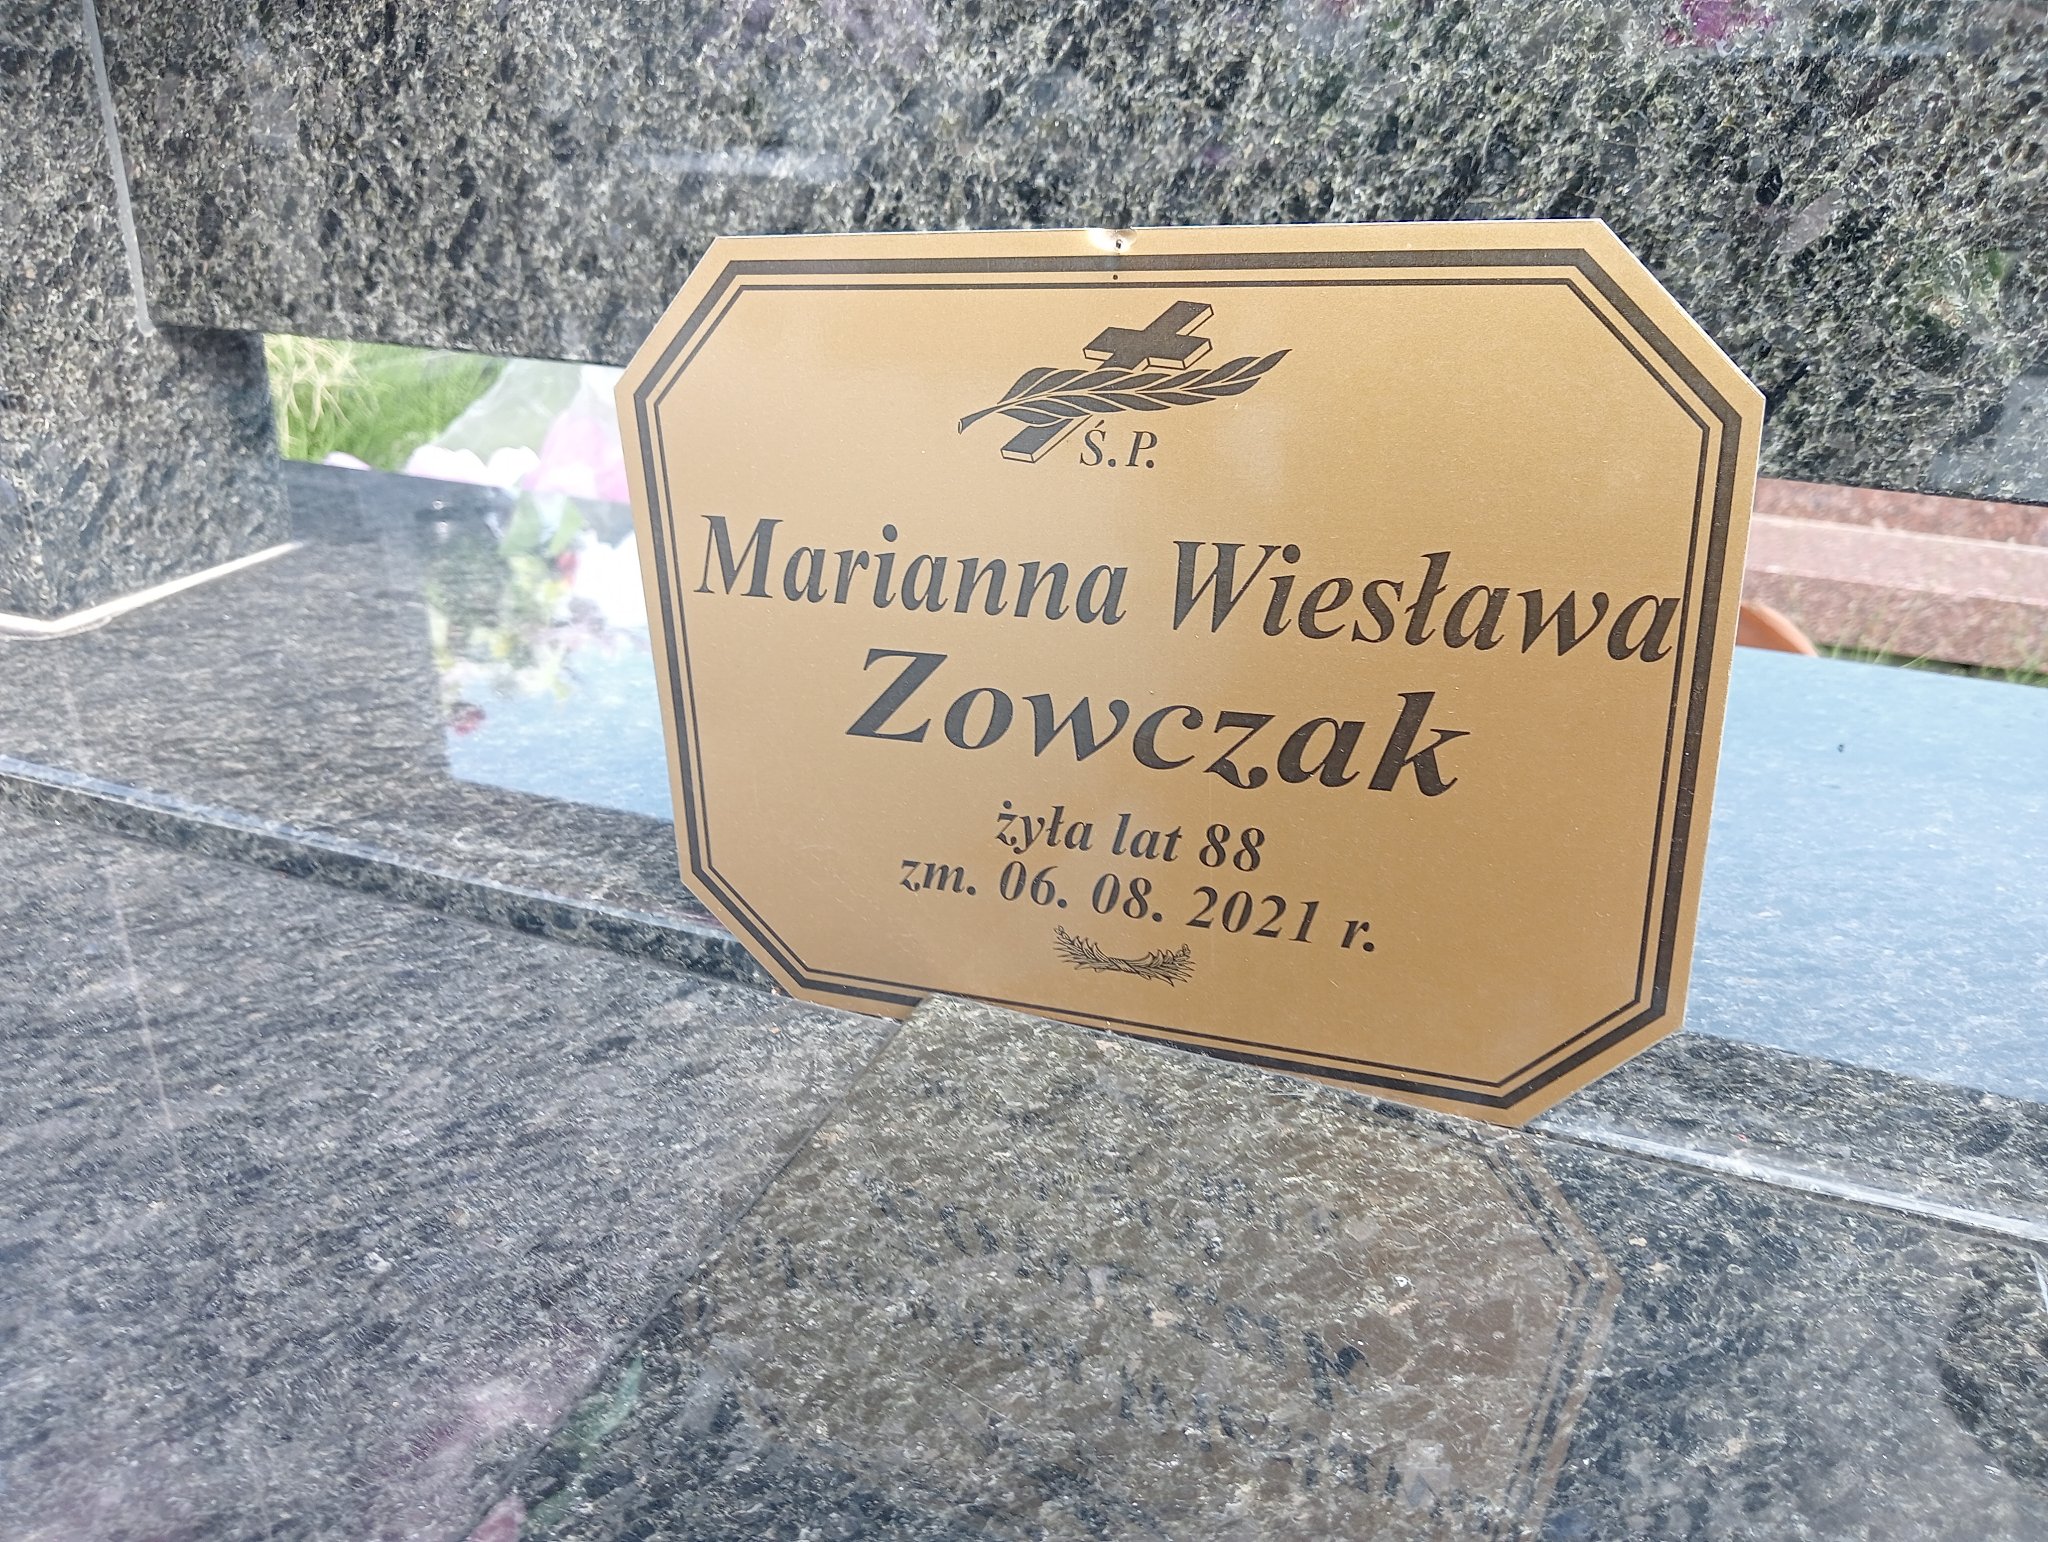 Ś. P.
Marianna Wiesława
Zowczak
żyła lat 88
zm. 06. 08. 2021 r.